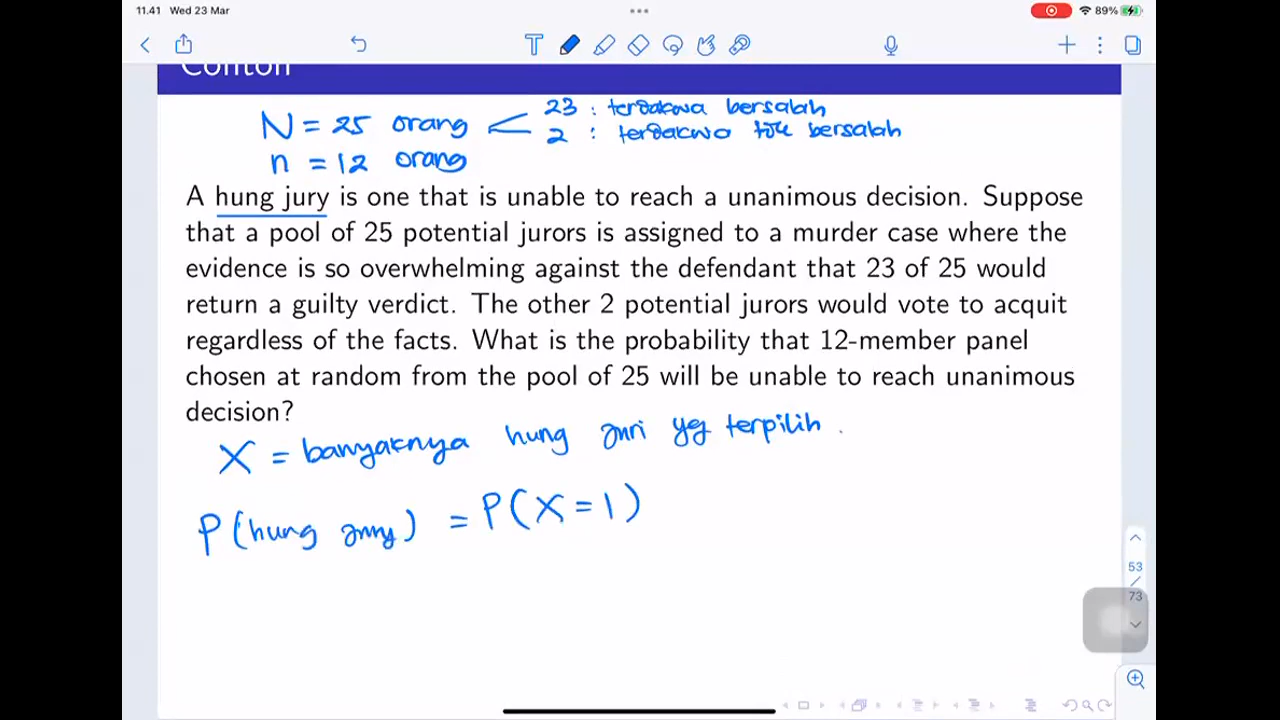 11.41 Wed 23 Mar
89%
Contoh
N = 25 orang < 23 : terdakwa bersalah
2 : terdakwa tdk bersalah
n = 12 orang
A hung jury is one that is unable to reach a unanimous decision. Suppose
that a pool of 25 potential jurors is assigned to a murder case where the
evidence is so overwhelming against the defendant that 23 of 25 would
return a guilty verdict. The other 2 potential jurors would vote to acquit
regardless of the facts. What is the probability that 12-member panel
chosen at random from the pool of 25 will be unable to reach unanimous
decision?
X = banyaknya hung juri yg terpilih .
P(hung jury) = P(X=1)
53
/
73